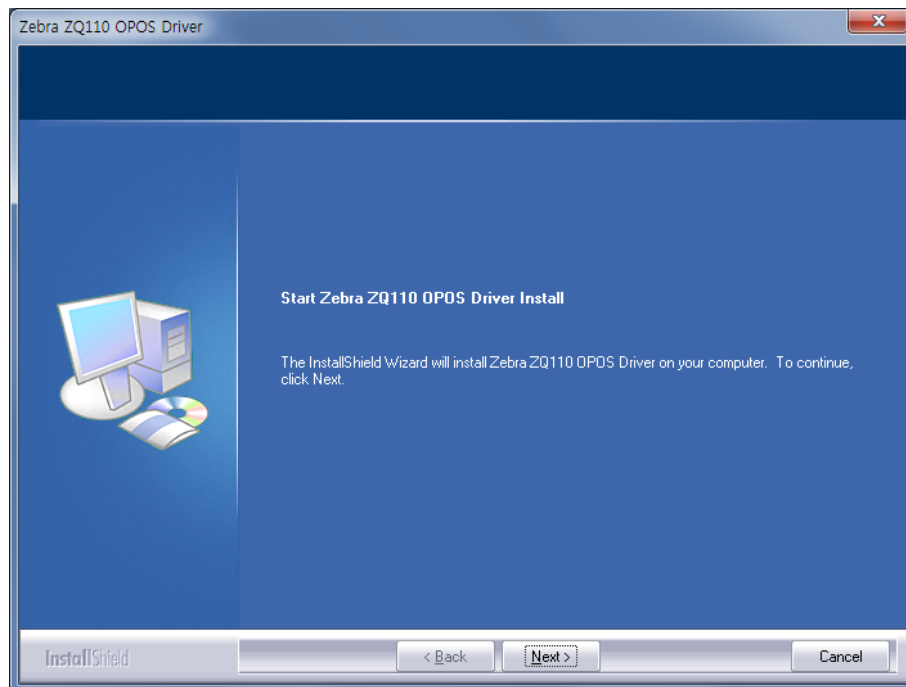 Zebra ZQ110 OPOS Driver
Start Zebra ZQ110 OPOS Driver Install
The InstallShield Wizard will install Zebra ZQ110 OPOS Driver on your computer. To continue,
click Next.
InstallShield
< Back
Next >
Cancel